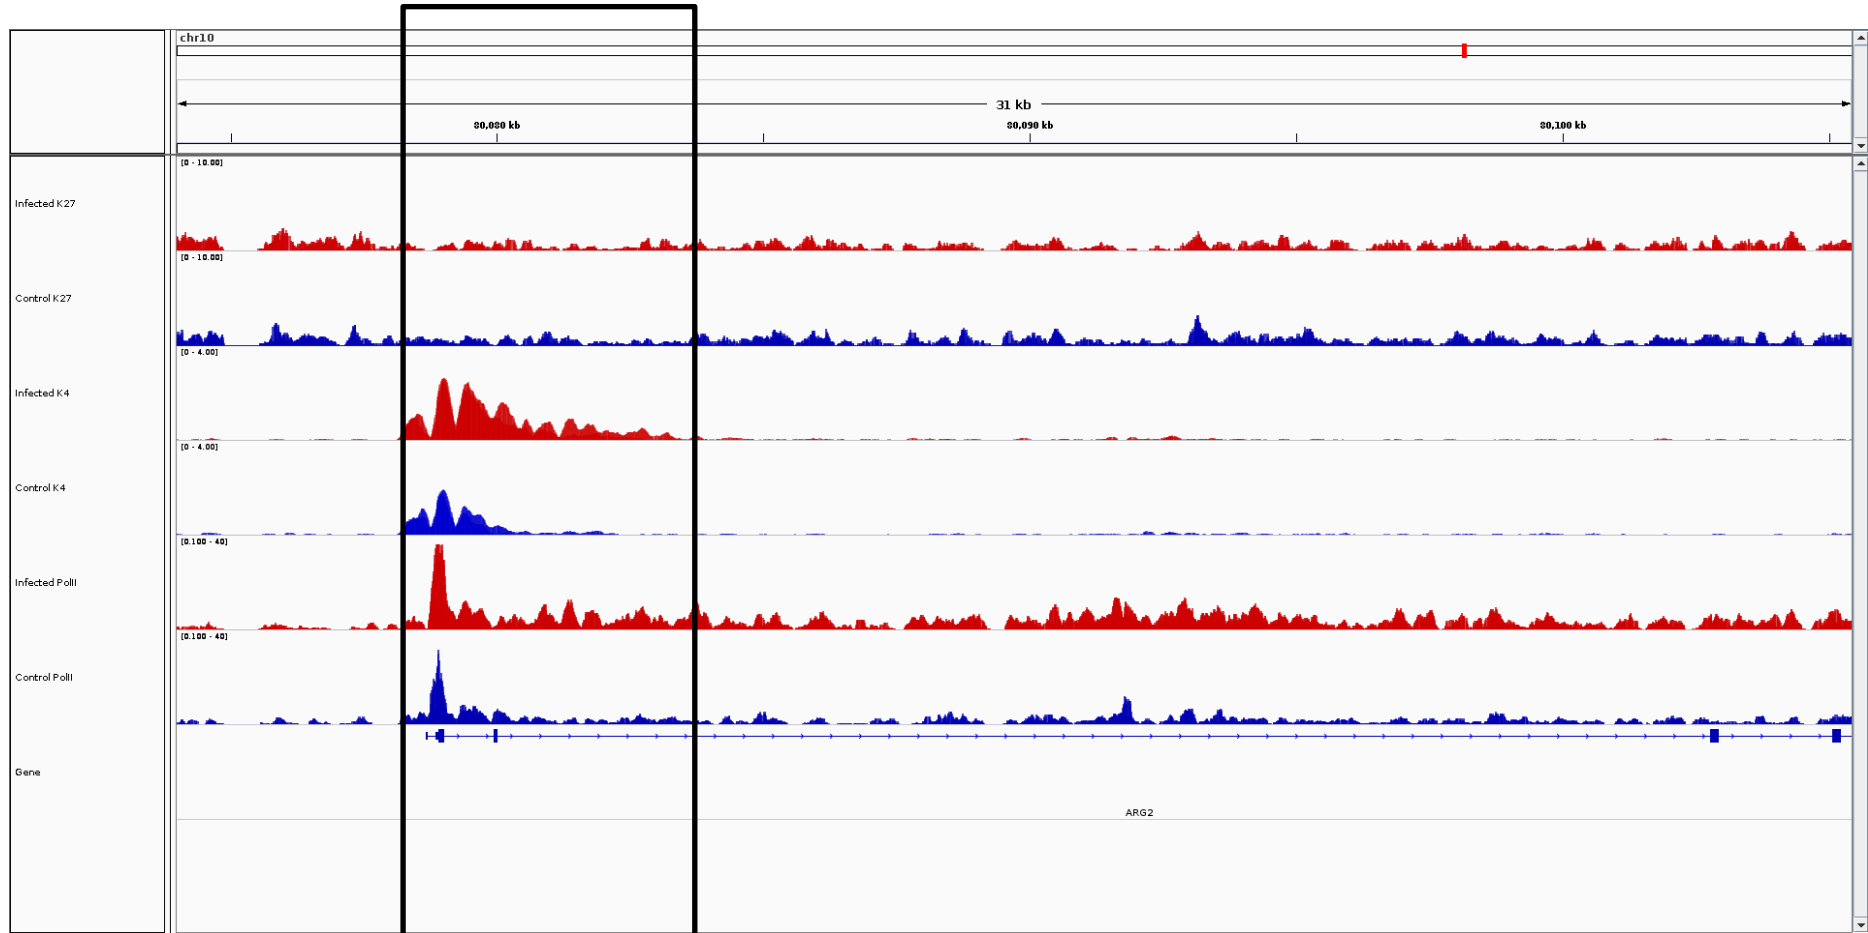 chr10
31 kb
80,080 kb 80,090 kb 80,100 kb
[0 - 10.00]
Infected K27
[0 - 10.00]
Control K27
[0 - 4.00]
Infected K4
[0 - 4.00]
Control K4
[0.100 - 40]
Infected PolII
[0.100 - 40]
Control PolII
Gene
ARG2